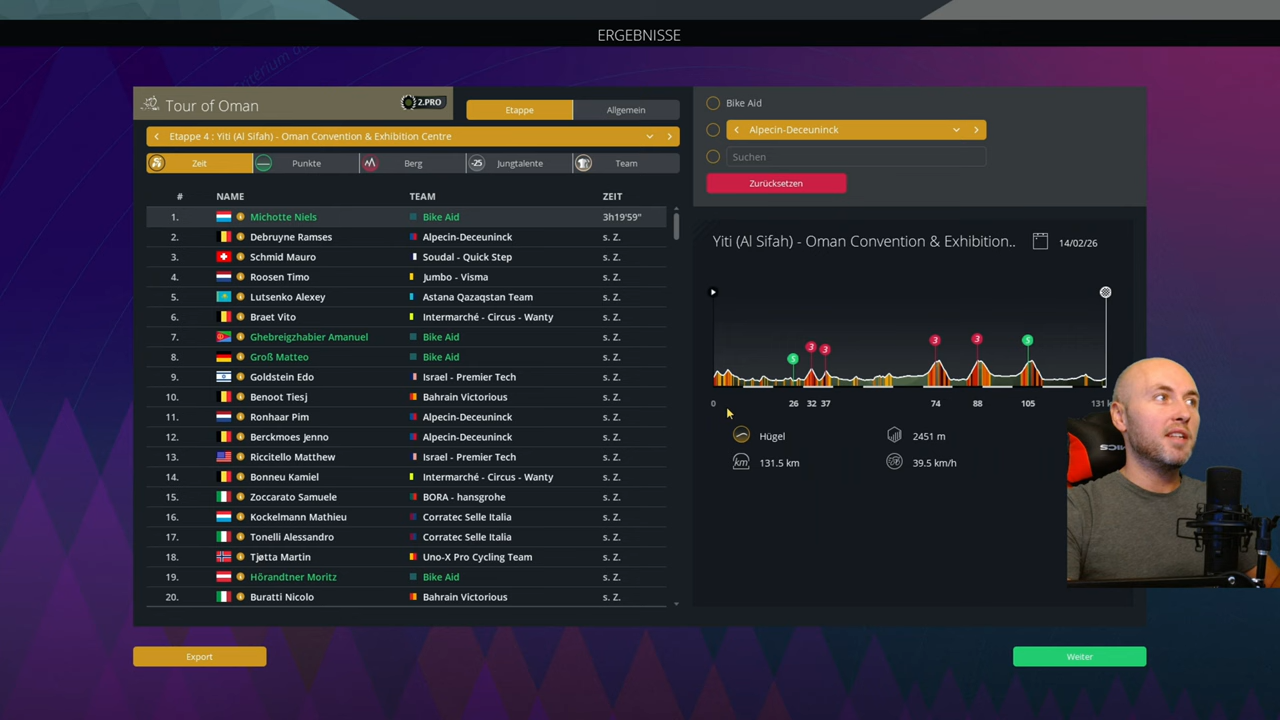 ERGEBNISSE
Tour of Oman
2.PRO
Etappe
Allgemein
Etappe 4 : Yiti (Al Sifah) - Oman Convention & Exhibition Centre
Zeit
Punkte
Berg
-25
Jungtalente
Team
# NAME TEAM ZEIT
1. Michotte Niels Bike Aid 3h19'59"
2. Debruyne Ramses Alpecin-Deceuninck s. Z.
3. Schmid Mauro Soudal - Quick Step s. Z.
4. Roosen Timo Jumbo - Visma s. Z.
5. Lutsenko Alexey Astana Qazaqstan Team s. Z.
6. Braet Vito Intermarché - Circus - Wanty s. Z.
7. Ghebreigzhabier Amanuel Bike Aid s. Z.
8. Groß Matteo Bike Aid s. Z.
9. Goldstein Edo Israel - Premier Tech s. Z.
10. Benoot Tiesj Bahrain Victorious s. Z.
11. Ronhaar Pim Alpecin-Deceuninck s. Z.
12. Berckmoes Jenno Alpecin-Deceuninck s. Z.
13. Riccitello Matthew Israel - Premier Tech s. Z.
14. Bonneu Kamiel Intermarché - Circus - Wanty s. Z.
15. Zoccarato Samuele BORA - hansgrohe s. Z.
16. Kockelmann Mathieu Corratec Selle Italia s. Z.
17. Tonelli Alessandro Corratec Selle Italia s. Z.
18. Tjøtta Martin Uno-X Pro Cycling Team s. Z.
19. Hörandtner Moritz Bike Aid s. Z.
20. Buratti Nicolo Bahrain Victorious s. Z.
Export
Bike Aid
Alpecin-Deceuninck
Suchen
Zurücksetzen
Yiti (Al Sifah) - Oman Convention & Exhibition..
14/02/26
S 3 3 3 3 S
0 26 32 37 74 88 105 131
Hügel
2451 m
km 131.5 km
39.5 km/h
Weiter